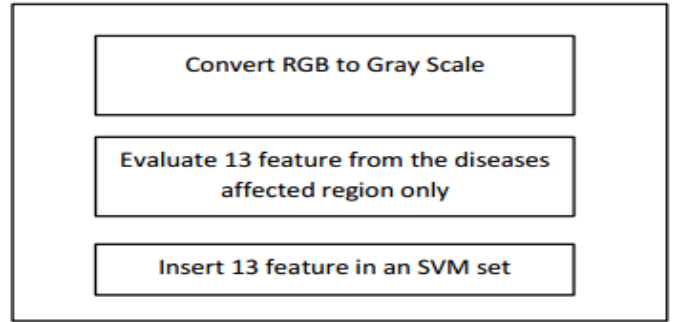 Convert RGB to Gray Scale
Evaluate 13 feature from the diseases
affected region only
Insert 13 feature in an SVM set